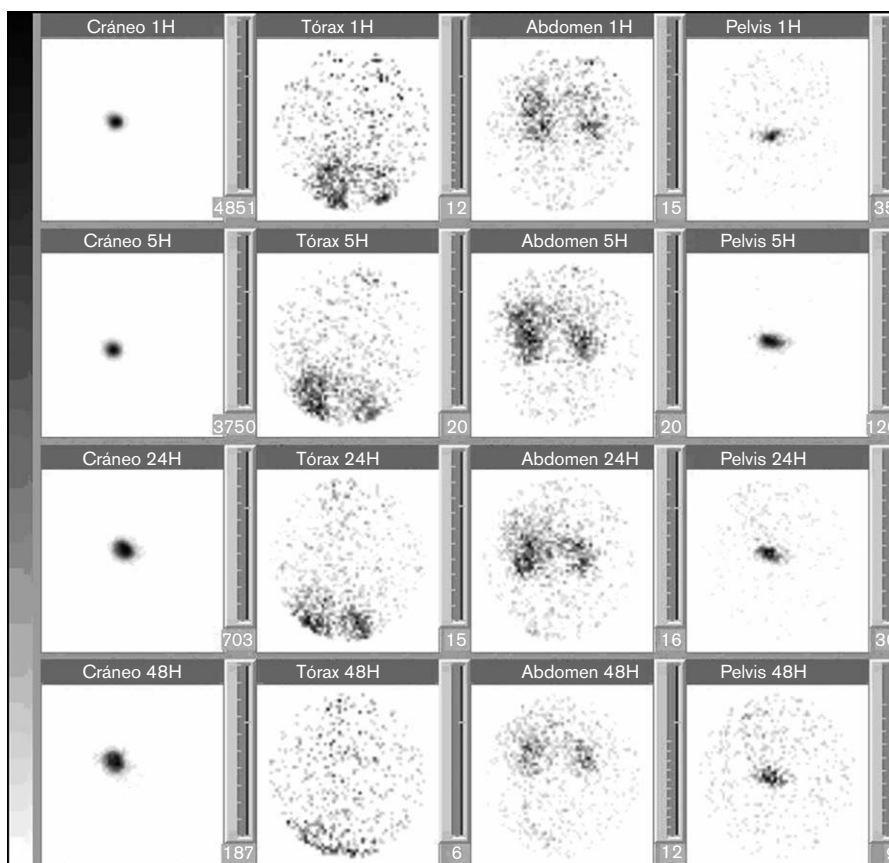 Cráneo 1H Tórax 1H Abdomen 1H Pelvis 1H
4851 12 15
Cráneo 5H Tórax 5H Abdomen 5H Pelvis 5H
3750 20 20
Cráneo 24H Tórax 24H Abdomen 24H Pelvis 24H
703 15 16
Cráneo 48H Tórax 48H Abdomen 48H Pelvis 48H
187 6 12